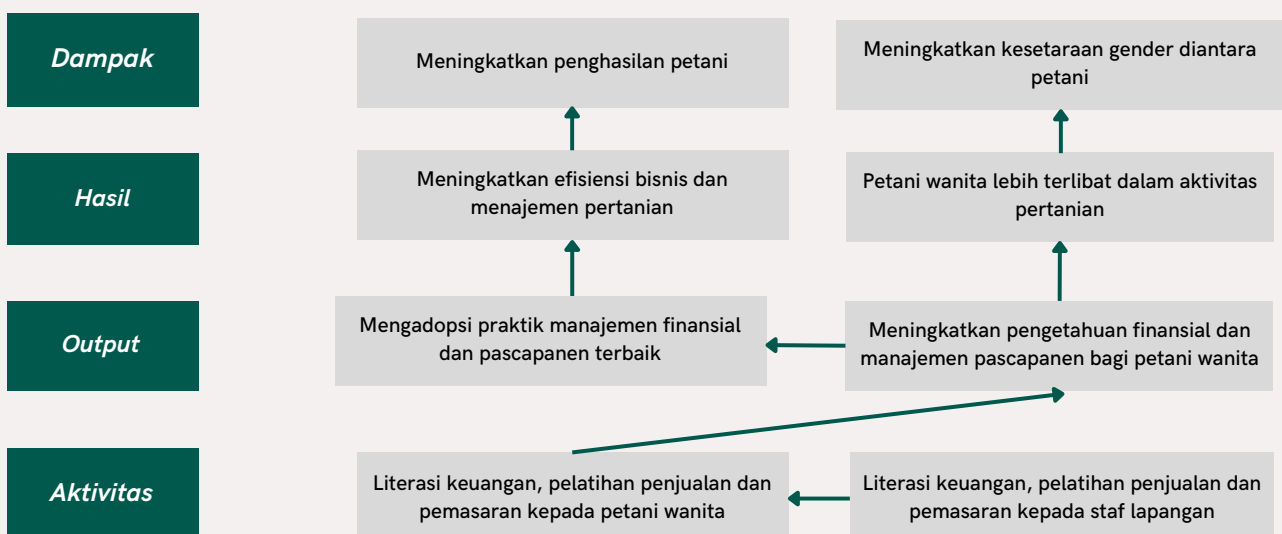 Dampak
Meningkatkan penghasilan petani
Meningkatkan kesetaraan gender diantara
petani
Hasil
Meningkatkan efisiensi bisnis dan
menajemen pertanian
Petani wanita lebih terlibat dalam aktivitas
pertanian
Output
Mengadopsi praktik manajemen finansial
dan pascapanen terbaik
Meningkatkan pengetahuan finansial dan
manajemen pascapanen bagi petani wanita
Aktivitas
Literasi keuangan, pelatihan penjualan dan
pemasaran kepada petani wanita
Literasi keuangan, pelatihan penjualan dan
pemasaran kepada staf lapangan